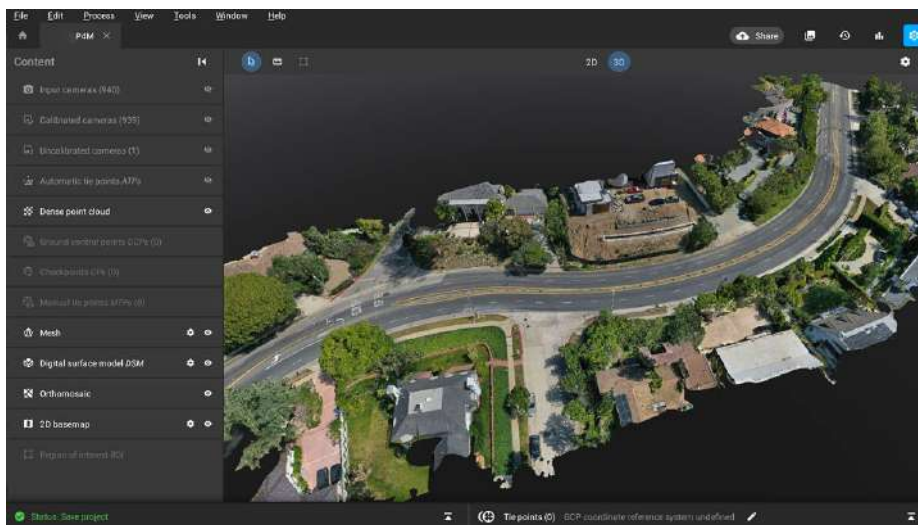 File Edit Process View Tools Window Help
P4M
Share
Content
2D 3D
Input cameras (940)
Calibrated cameras (939)
Uncalibrated cameras (1)
Automatic tie points ATPs
Dense point cloud
Ground control points GCPs (0)
Checkpoints CPs (0)
Manual tie points MTPs (0)
Mesh
Digital surface model DSM
Orthomosaic
2D basemap
Region of interest ROI
Status: Save project
Tie points (0) GCP coordinate reference system undefined